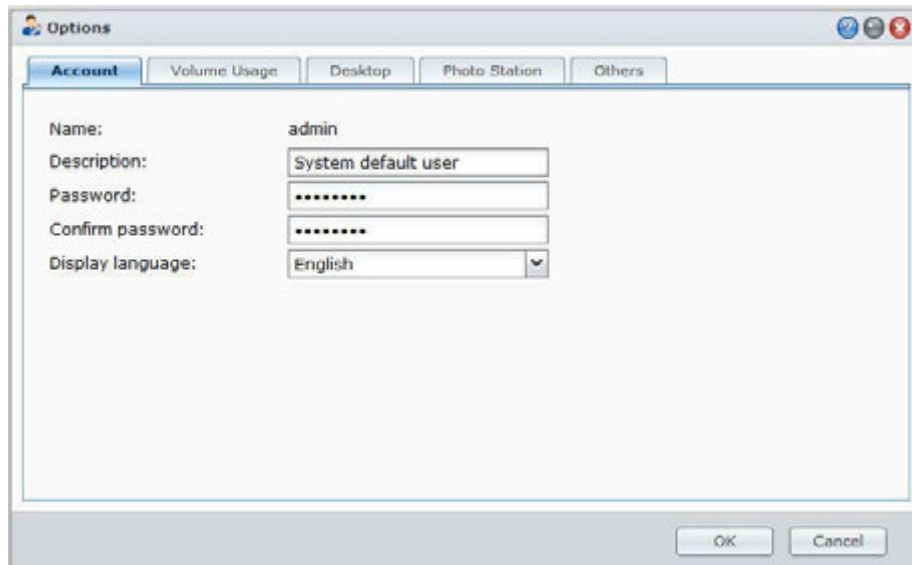 Options
Account Volume Usage Desktop Photo Station Others
Name: admin
Description: System default user
Password: ••••••••
Confirm password: ••••••••
Display language: English
OK Cancel